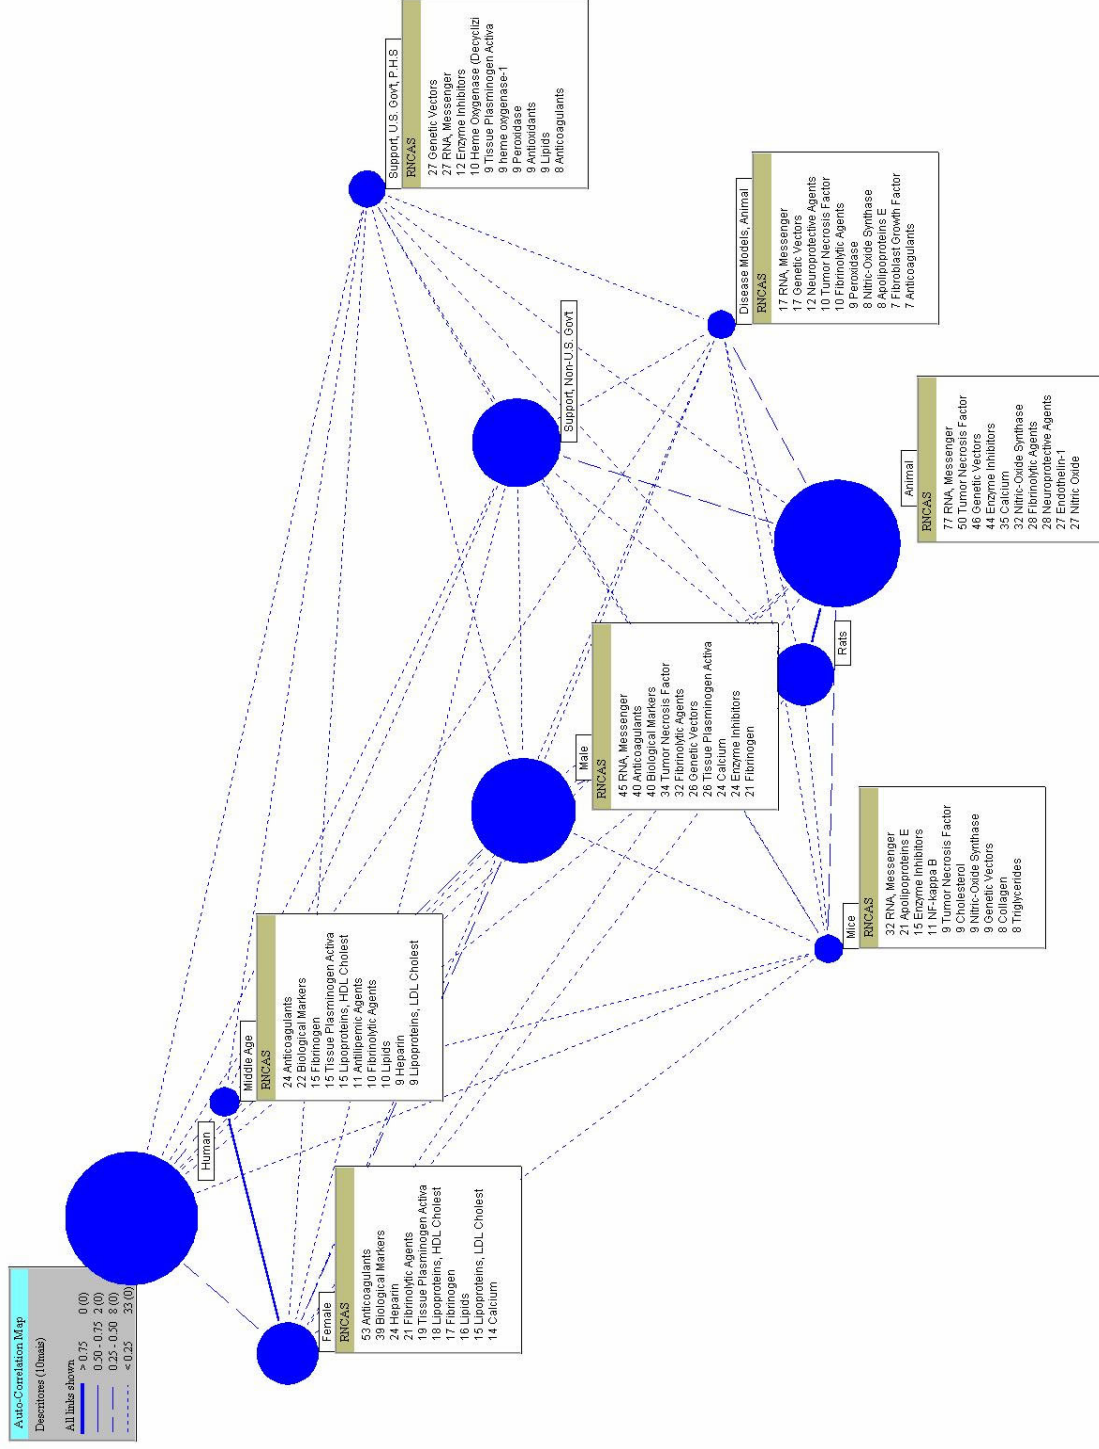 Auto-Correlation Map
Descritores (10mais)
All links shown
> 0.75 0 (0)
0.50 - 0.75 2 (0)
0.25 - 0.50 8 (0)
< 0.25 33 (0)
Human
Middle Age
RNCAS
24 Anticoagulants
22 Biological Markers
15 Fibrinogen
15 Tissue Plasminogen Activa
15 Lipoproteins, HDL Cholest
11 Antilipemic Agents
10 Fibrinolytic Agents
10 Lipids
9 Heparin
9 Lipoproteins, LDL Cholest
Female
RNCAS
53 Anticoagulants
39 Biological Markers
24 Heparin
21 Fibrinolytic Agents
19 Tissue Plasminogen Activa
18 Lipoproteins, HDL Cholest
17 Fibrinogen
16 Lipids
15 Lipoproteins, LDL Cholest
14 Calcium
Support, U.S. Gov't, P.H.S
RNCAS
27 Genetic Vectors
27 RNA, Messenger
12 Enzyme Inhibitors
10 Heme Oxygenase (Decyclizi
9 Tissue Plasminogen Activa
9 heme oxygenase-1
9 Peroxidase
9 Antioxidants
9 Lipids
8 Anticoagulants
Support, Non-U.S. Gov't
Male
RNCAS
45 RNA, Messenger
40 Anticoagulants
40 Biological Markers
34 Tumor Necrosis Factor
32 Fibrinolytic Agents
26 Genetic Vectors
26 Tissue Plasminogen Activa
24 Calcium
24 Enzyme Inhibitors
21 Fibrinogen
Disease Models, Animal
RNCAS
17 RNA, Messenger
17 Genetic Vectors
12 Neuroprotective Agents
10 Tumor Necrosis Factor
10 Fibrinolytic Agents
9 Peroxidase
8 Nitric-Oxide Synthase
8 Apolipoproteins E
7 Fibroblast Growth Factor
7 Anticoagulants
Rats
Mice
RNCAS
32 RNA, Messenger
21 Apolipoproteins E
15 Enzyme Inhibitors
11 NF-kappa B
9 Tumor Necrosis Factor
9 Cholesterol
9 Nitric-Oxide Synthase
9 Genetic Vectors
8 Collagen
8 Triglycerides
Animal
RNCAS
77 RNA, Messenger
50 Tumor Necrosis Factor
46 Genetic Vectors
44 Enzyme Inhibitors
35 Calcium
32 Nitric-Oxide Synthase
28 Fibrinolytic Agents
28 Neuroprotective Agents
27 Endothelin-1
27 Nitric Oxide